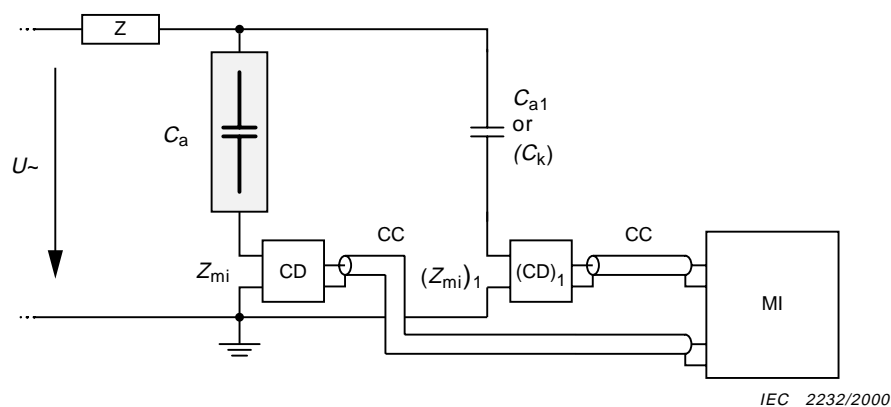 Z
C a1
or
(C k)
C a
U~
CC
CC
Z mi
CD
(Z mi) 1
(CD) 1
MI
IEC 2232/2000